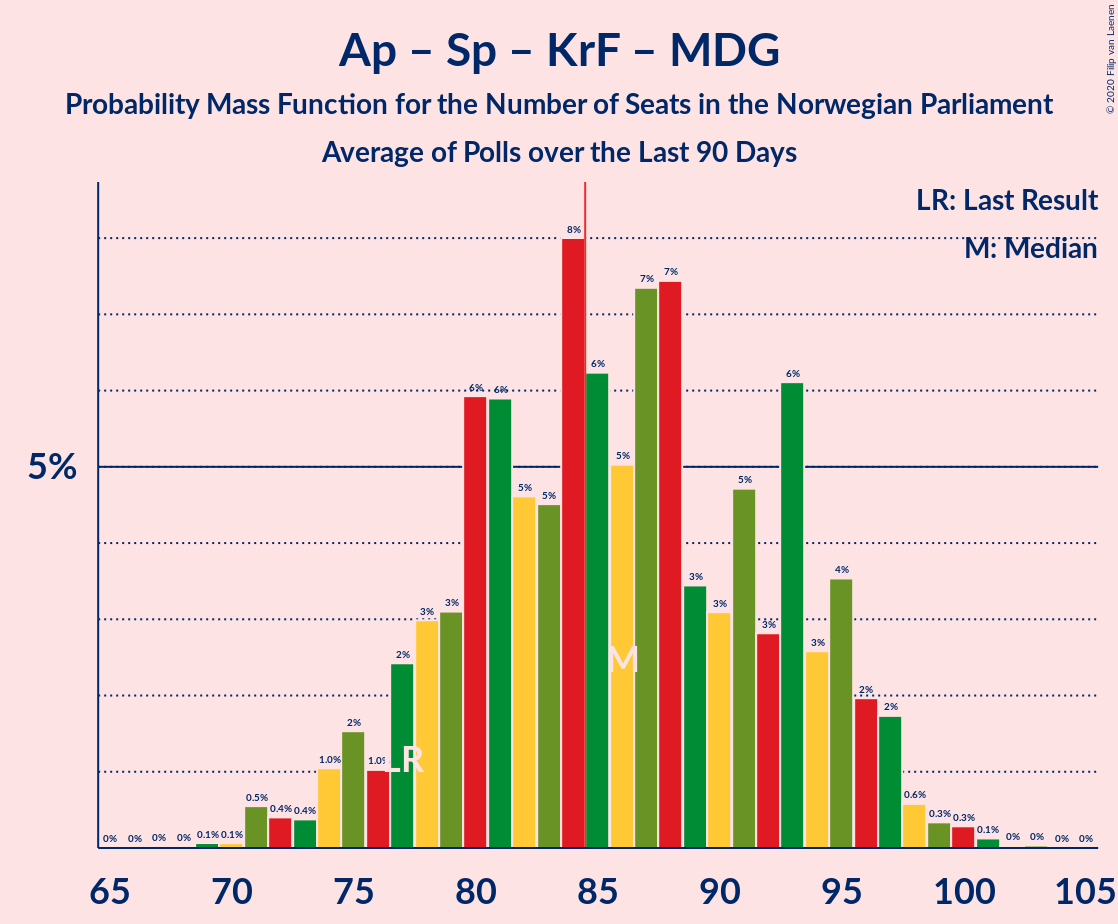 Ap – Sp – KrF – MDG
Probability Mass Function for the Number of Seats in the Norwegian Parliament
Average of Polls over the Last 90 Days
© 2020 Filip van Laenen
LR: Last Result
M: Median
5%
0% 0% 0% 0% 0.1% 0.1% 0.5% 0.4% 0.4% 1.0% 2% 1.0% 2% 3% 3% 6% 6% 5% 5% 8% 6% 5% 7% 7% 3% 3% 5% 3% 6% 3% 4% 2% 2% 0.6% 0.3% 0.3% 0.1% 0% 0% 0% 0%
LR
M
65 70 75 80 85 90 95 100 105